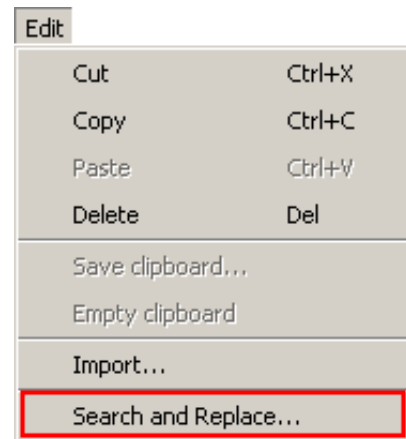 Edit
Cut Ctrl+X
Copy Ctrl+C
Paste Ctrl+V
Delete Del
Save clipboard...
Empty clipboard
Import...
Search and Replace...